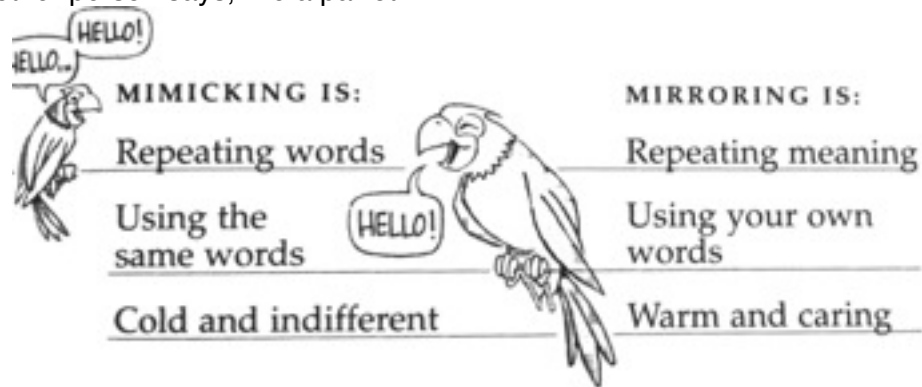 HELLO!
HELLO...
MIMICKING IS:
Repeating words
Using the
same words
Cold and indifferent
HELLO!
MIRRORING IS:
Repeating meaning
Using your own
words
Warm and caring